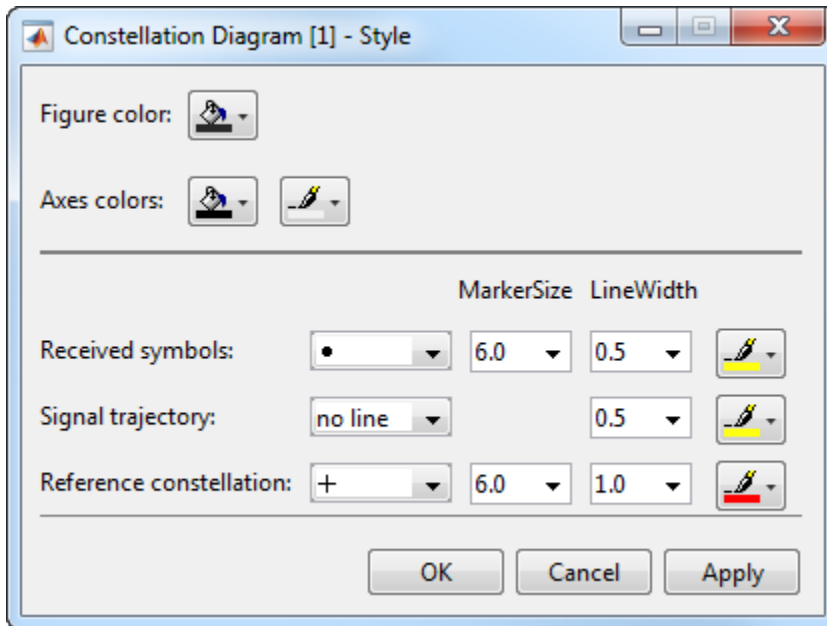 Constellation Diagram [1] - Style
Figure color:
Axes colors:
MarkerSize LineWidth
Received symbols: 6.0 0.5
Signal trajectory: no line 0.5
Reference constellation: + 6.0 1.0
OK Cancel Apply